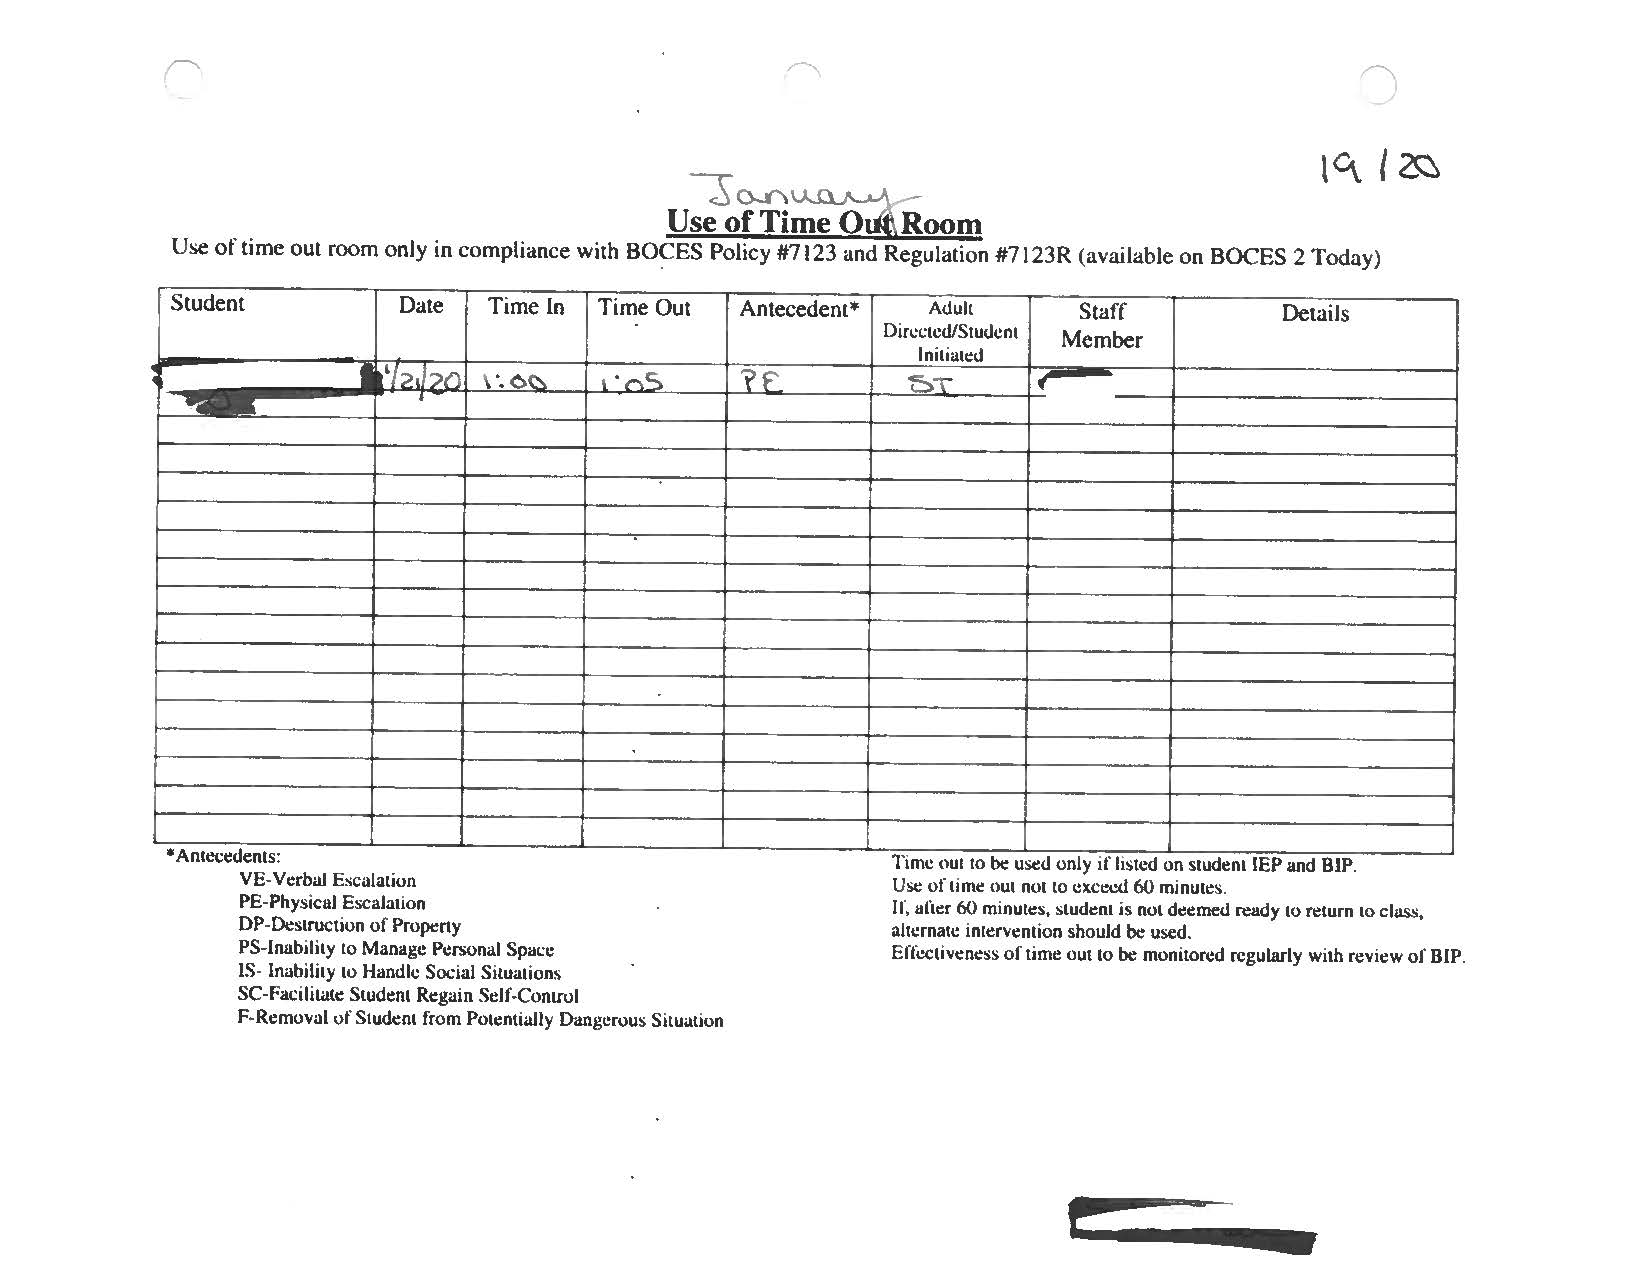 19 / 20
January
Use of Time Out Room
Use of time out room only in compliance with BOCES Policy #7123 and Regulation #7123R (available on BOCES 2 Today)
Student Date Time In Time Out Antecedent* Adult Directed/Student Initiated Staff Member Details
1/21/20 1:00 1:05 PE SI
*Antecedents:
VE-Verbal Escalation
PE-Physical Escalation
DP-Destruction of Property
PS-Inability to Manage Personal Space
IS- Inability to Handle Social Situations
SC-Facilitate Student Regain Self-Control
F-Removal of Student from Potentially Dangerous Situation
Time out to be used only if listed on student IEP and BIP.
Use of time out not to exceed 60 minutes.
If, after 60 minutes, student is not deemed ready to return to class,
alternate intervention should be used.
Effectiveness of time out to be monitored regularly with review of BIP.